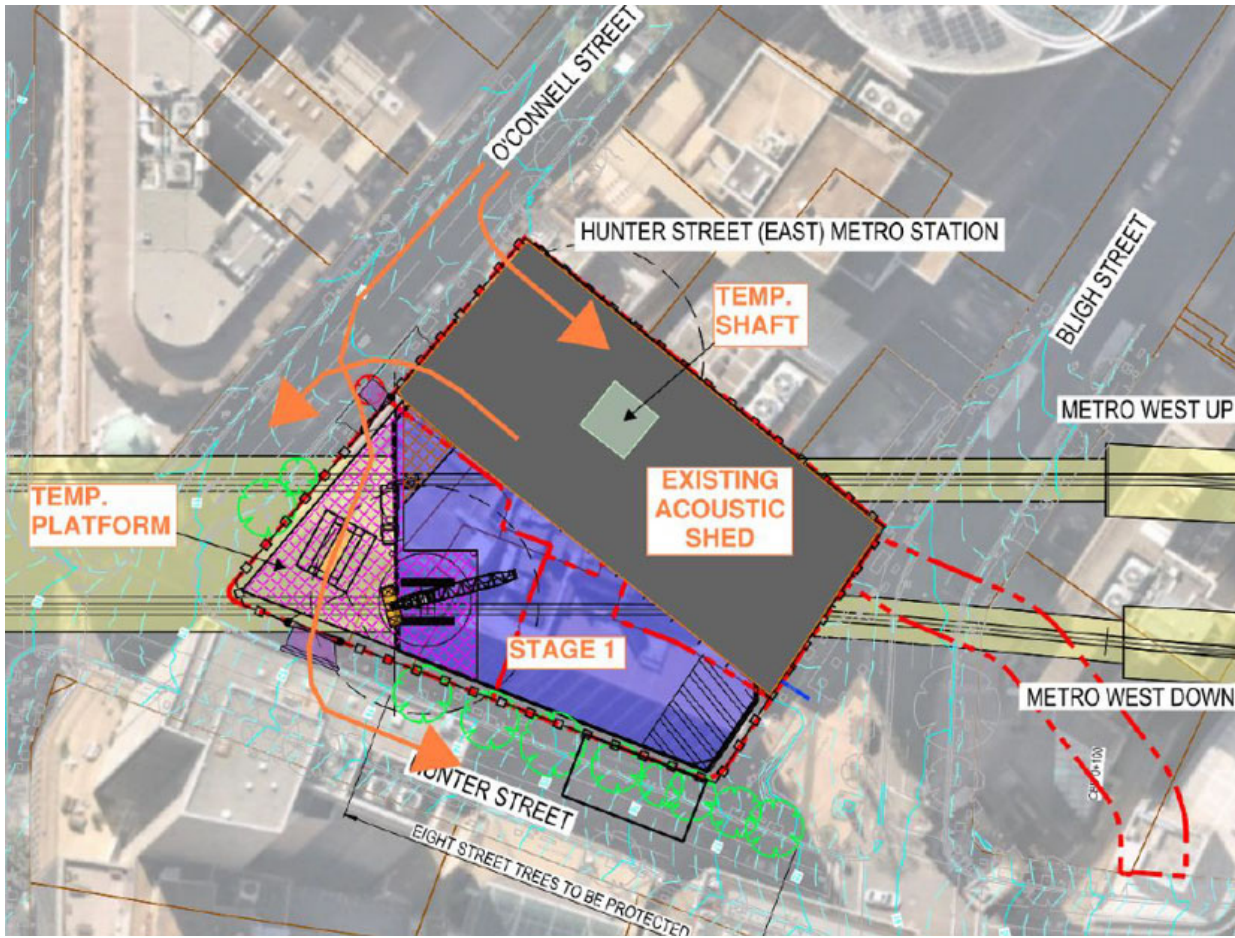 O'CONNELL STREET
HUNTER STREET (EAST) METRO STATION
BLIGH STREET
TEMP.
SHAFT
METRO WEST UP
TEMP.
PLATFORM
EXISTING
ACOUSTIC
SHED
STAGE 1
METRO WEST DOWN
HUNTER STREET
EIGHT STREET TREES TO BE PROTECTED